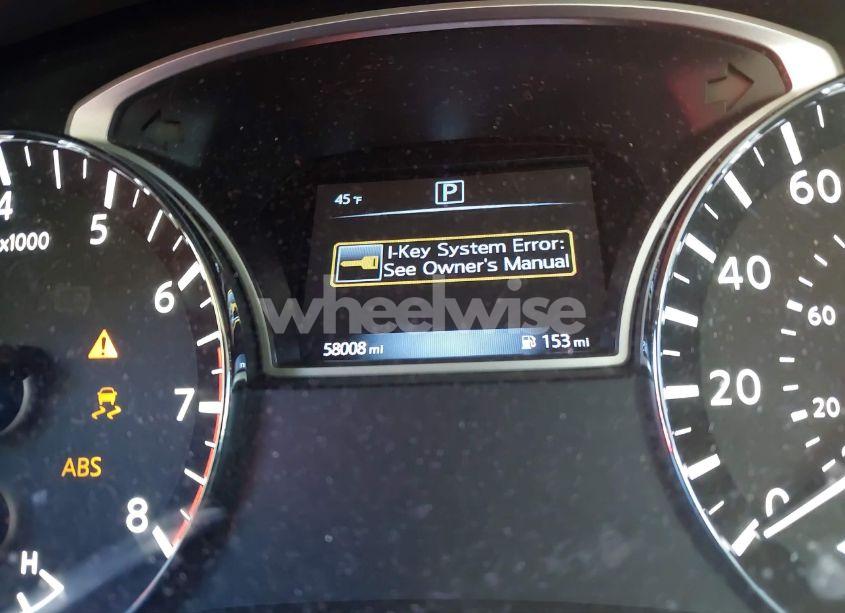 45°F
P
I-Key System Error:
See Owner's Manual
wheelwise
58008 mi
153 mi
4
5
6
7
8
x1000
ABS
H
60
40
20
0
60
20